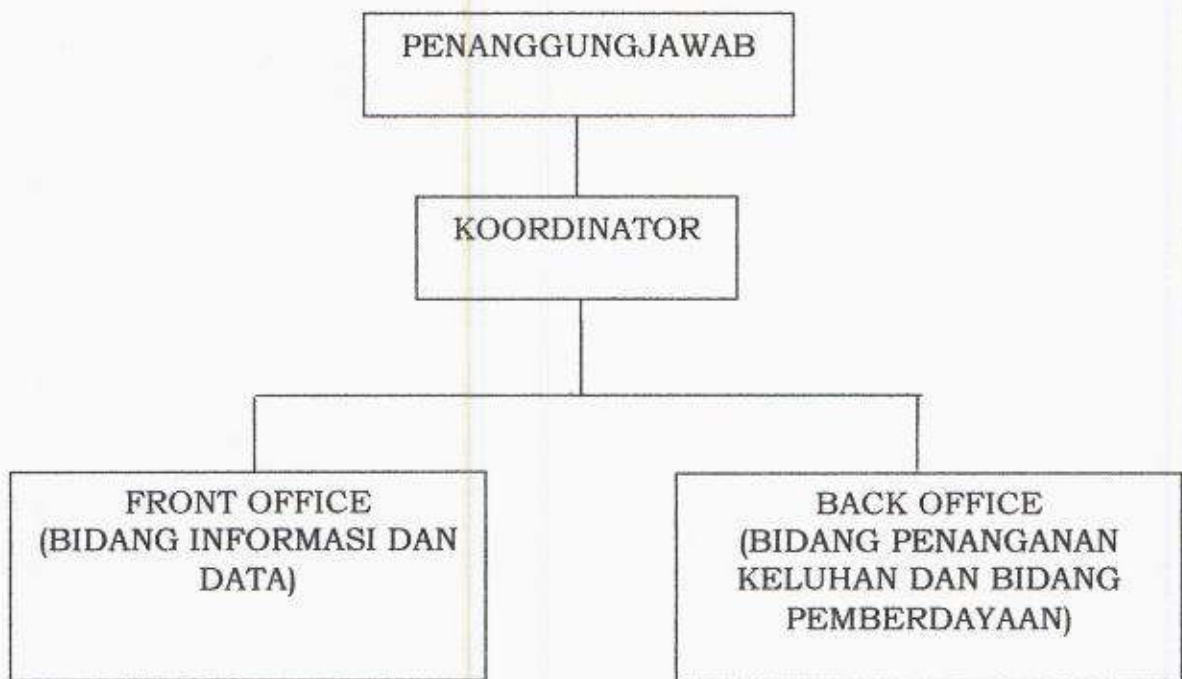 PENANGGUNGJAWAB
KOORDINATOR
FRONT OFFICE
(BIDANG INFORMASI DAN
DATA)
BACK OFFICE
(BIDANG PENANGANAN
KELUHAN DAN BIDANG
PEMBERDAYAAN)